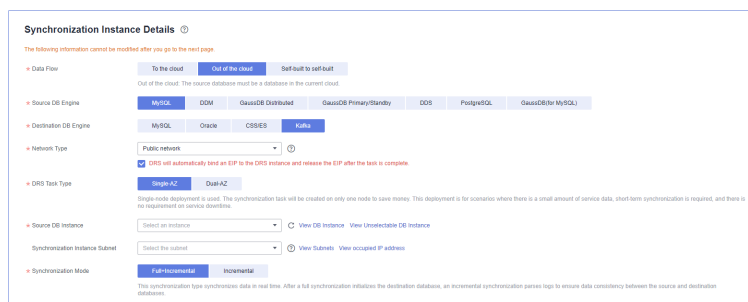 Synchronization Instance Details
The following information cannot be modified after you go to the next page.
* Data Flow To the cloud Out of the cloud Self-built to self-built
Out of the cloud: The source database must be a database in the current cloud.
* Source DB Engine MySQL DDM GaussDB Distributed GaussDB Primary/Standby DDS PostgreSQL GaussDB(for MySQL)
* Destination DB Engine MySQL Oracle CSS/ES Kafka
* Network Type Public network
DRS will automatically bind an EIP to the DRS instance and release the EIP after the task is complete.
* DRS Task Type Single-AZ Dual-AZ
Single-node deployment is used. The synchronization task will be created on only one node to save money. This deployment is for scenarios where there is a small amount of service data, short-term synchronization is required, and there is
no requirement on service downtime.
* Source DB Instance Select an instance View DB Instance View Unselectable DB Instance
Synchronization Instance Subnet Select the subnet View Subnets View occupied IP address
* Synchronization Mode Full+Incremental Incremental
This synchronization type synchronizes data in real time. After a full synchronization initializes the destination database, an incremental synchronization parses logs to ensure data consistency between the source and destination
databases.